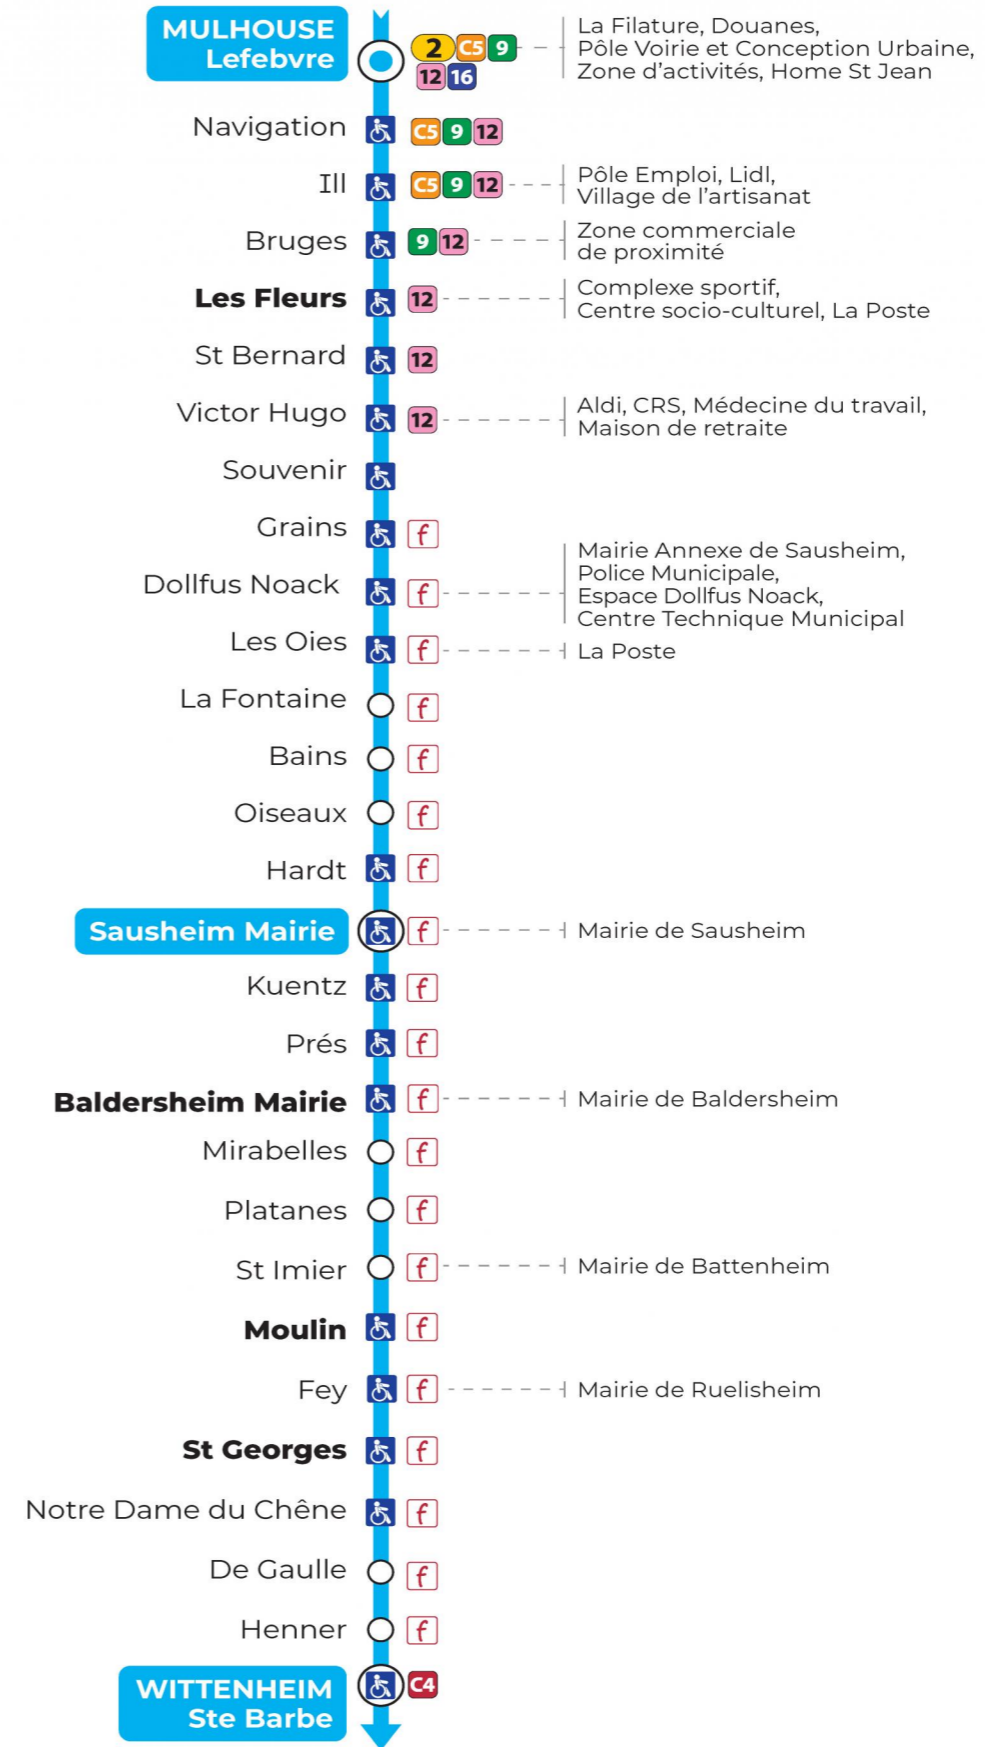 MULHOUSE
Lefebvre
2 C5 9
12 16
La Filature, Douanes,
Pôle Voirie et Conception Urbaine,
Zone d'activités, Home St Jean
Navigation
C5 9 12
Ill
C5 9 12
Pôle Emploi, Lidl,
Village de l'artisanat
Bruges
9 12
Zone commerciale
de proximité
Les Fleurs
12
Complexe sportif,
Centre socio-culturel, La Poste
St Bernard
12
Victor Hugo
12
Aldi, CRS, Médecine du travail,
Maison de retraite
Souvenir
Grains
f
Dollfus Noack
f
Mairie Annexe de Sausheim,
Police Municipale,
Espace Dollfus Noack,
Centre Technique Municipal
Les Oies
f
La Poste
La Fontaine
f
Bains
f
Oiseaux
f
Hardt
f
Sausheim Mairie
f
Mairie de Sausheim
Kuentz
f
Prés
f
Baldersheim Mairie
f
Mairie de Baldersheim
Mirabelles
f
Platanes
f
St Imier
f
Mairie de Battenheim
Moulin
f
Fey
f
Mairie de Ruelisheim
St Georges
f
Notre Dame du Chêne
f
De Gaulle
f
Henner
f
WITTENHEIM
Ste Barbe
C4